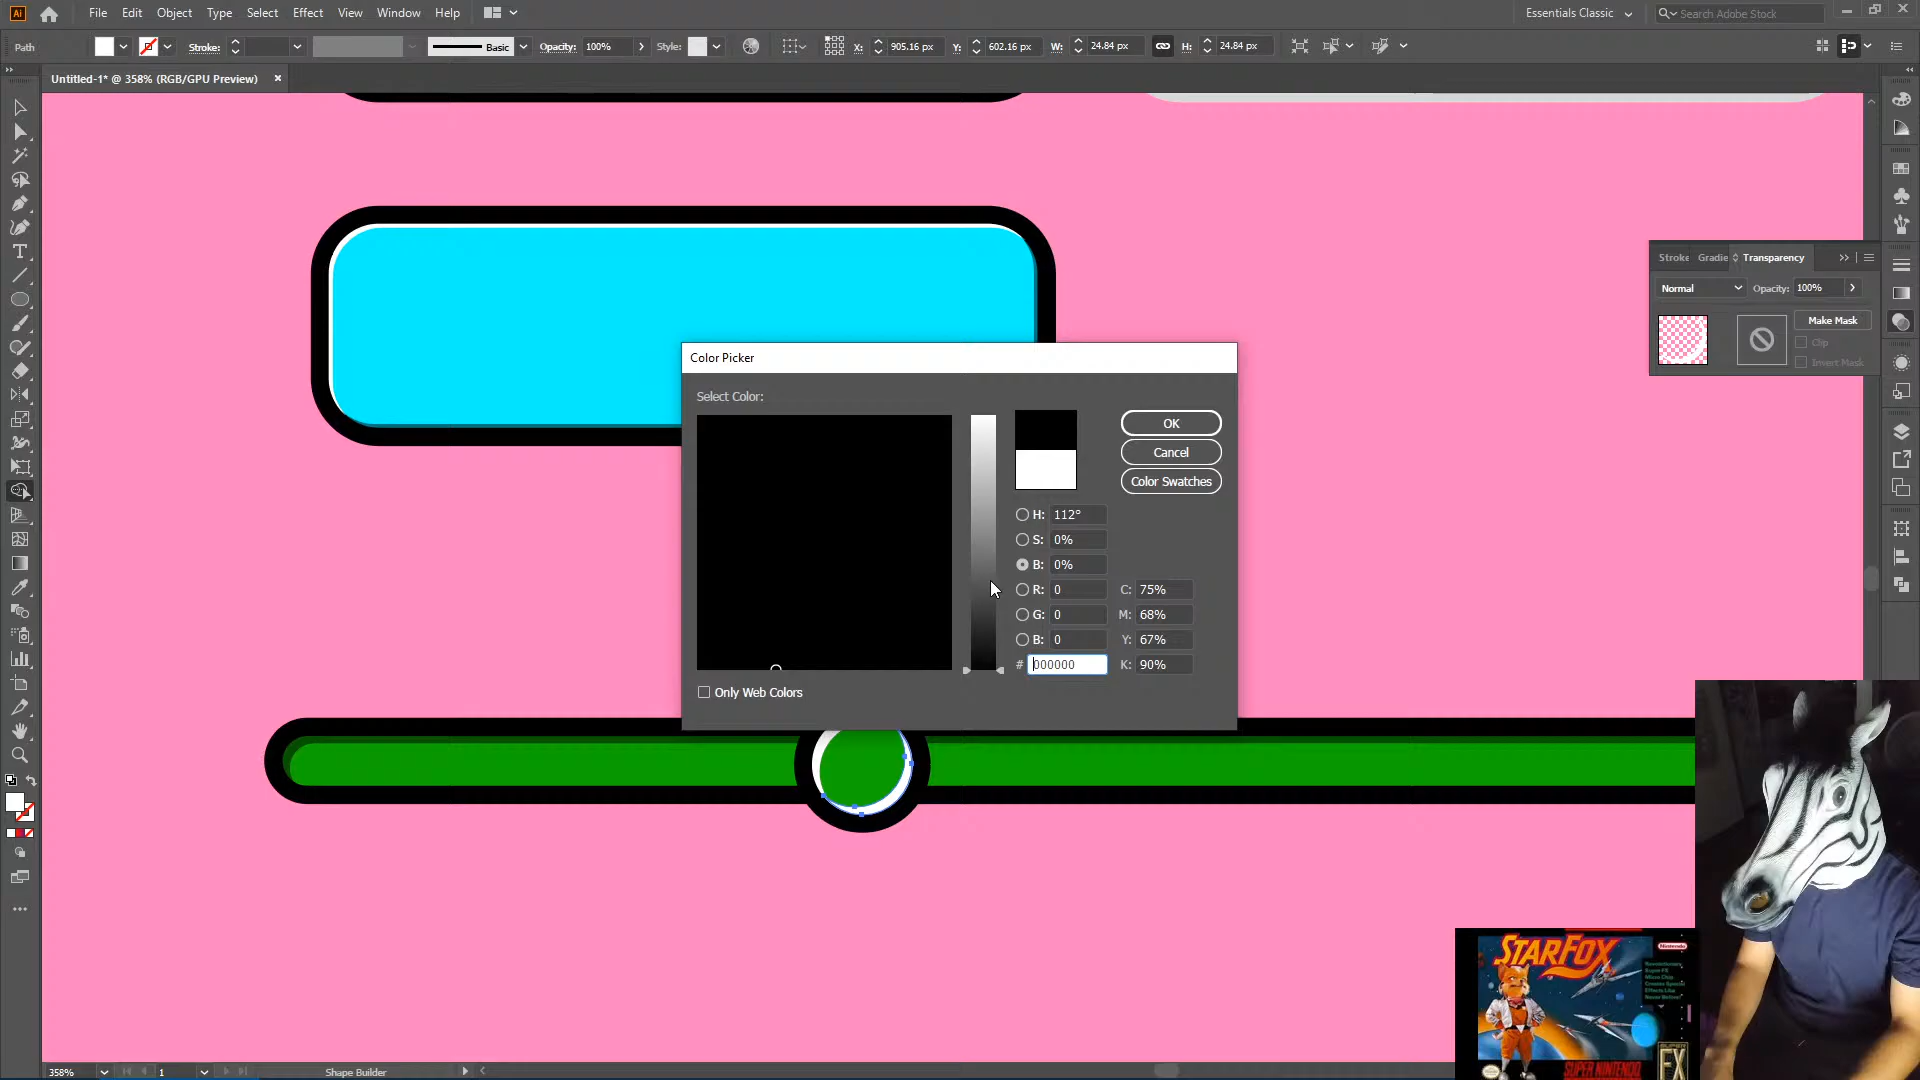 Ai File Edit Object Type Select Effect View Window Help Essentials Classic Search Adobe Stock
Path Stroke: Basic Opacity: 100% Style: X: 905.16 px Y: 602.16 px W: 24.84 px H: 24.84 px
Untitled-1* @ 358% (RGB/GPU Preview)
Stroke Gradie Transparency
Normal Opacity: 100%
Make Mask
Clip
Invert Mask
Color Picker
Select Color:
OK
Cancel
Color Swatches
H: 112°
S: 0%
B: 0%
R: 0 C: 75%
G: 0 M: 68%
B: 0 Y: 67%
# 000000 K: 90%
Only Web Colors
STARFOX
Nintendo
SUPER NINTENDO
SUPER
FX
358% 1 Shape Builder